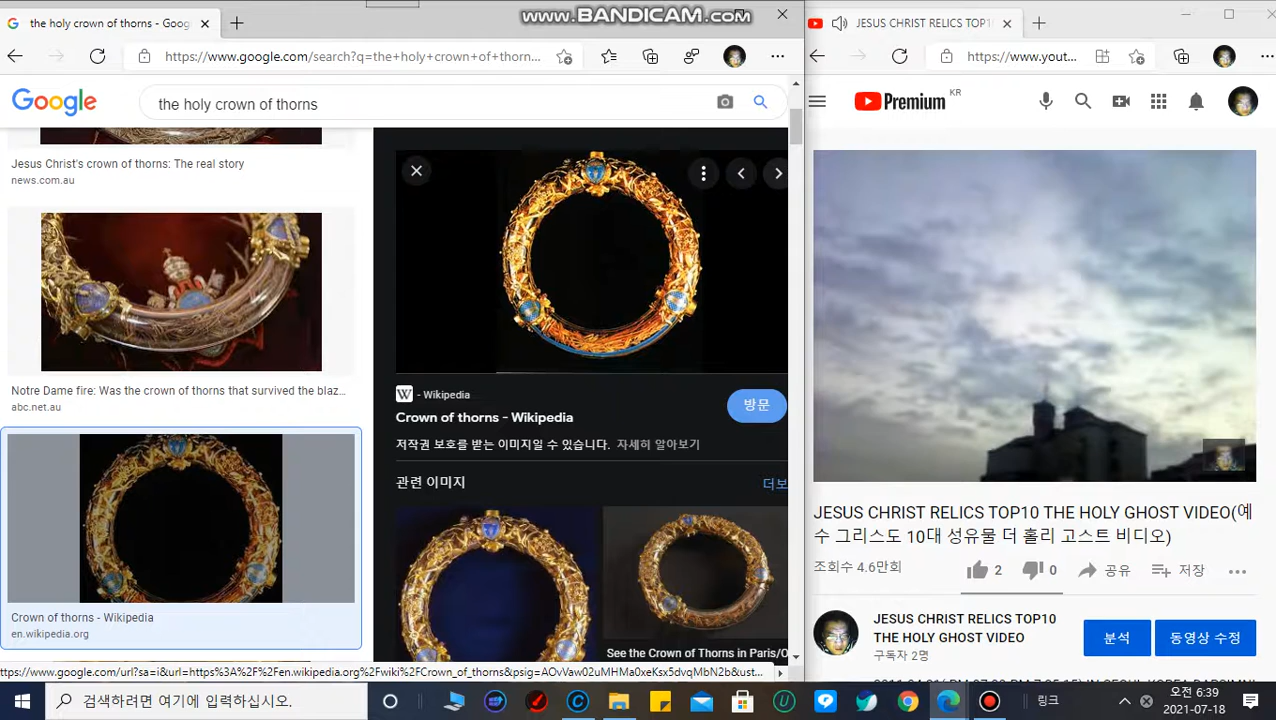 the holy crown of thorns - Goog
www.BANDICAM.com
https://www.google.com/search?q=the+holy+crown+of+thorn...
Google
the holy crown of thorns
Jesus Christ's crown of thorns: The real story
news.com.au
Notre Dame fire: Was the crown of thorns that survived the blaz...
abc.net.au
Crown of thorns - Wikipedia
en.wikipedia.org
W - Wikipedia
Crown of thorns - Wikipedia
방문
저작권 보호를 받는 이미지일 수 있습니다. 자세히 알아보기
관련 이미지
더보
See the Crown of Thorns in Paris/O
https://www.google.com/url?sa=i&url=https%3A%2F%2Fen.wikipedia.org%2Fwiki%2FCrown_of_thorns&psig=AOvVaw02uMHMa0xeKsx5dvqMbN2b&ust...
JESUS CHRIST RELICS TOP1
https://www.yout...
Premium KR
JESUS CHRIST RELICS TOP10 THE HOLY GHOST VIDEO(예
수 그리스도 10대 성유물 더 홀리 고스트 비디오)
조회수 4.6만회
2
0
공유
저장
JESUS CHRIST RELICS TOP10
THE HOLY GHOST VIDEO
구독자 2명
분석
동영상 수정
검색하려면 여기에 입력하십시오.
링크
오전 6:39
2021-07-18